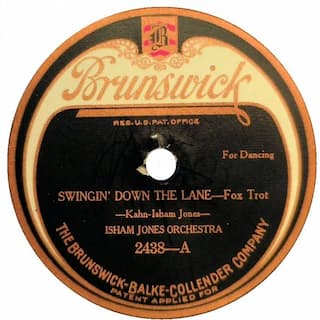 B
Brunswick
REG. U.S. PAT. OFFICE
For Dancing
SWINGIN' DOWN THE LANE—Fox Trot
—Kahn-Isham Jones—
ISHAM JONES ORCHESTRA
2438—A
THE BRUNSWICK-BALKE-COLLENDER COMPANY
PATENT APPLIED FOR